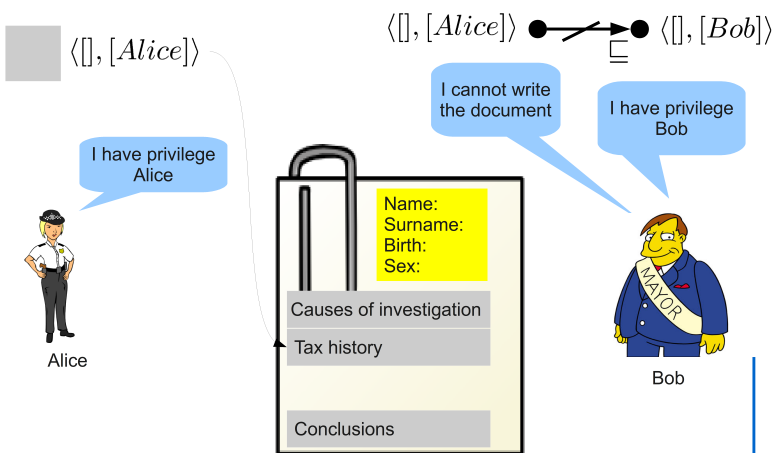 ⟨[], [Alice]⟩
⟨[], [Alice]⟩ ⋢ ⟨[], [Bob]⟩
I cannot write
the document
I have privilege
Bob
I have privilege
Alice
Name:
Surname:
Birth:
Sex:
MAYOR
Causes of investigation
Tax history
Conclusions
Alice
Bob